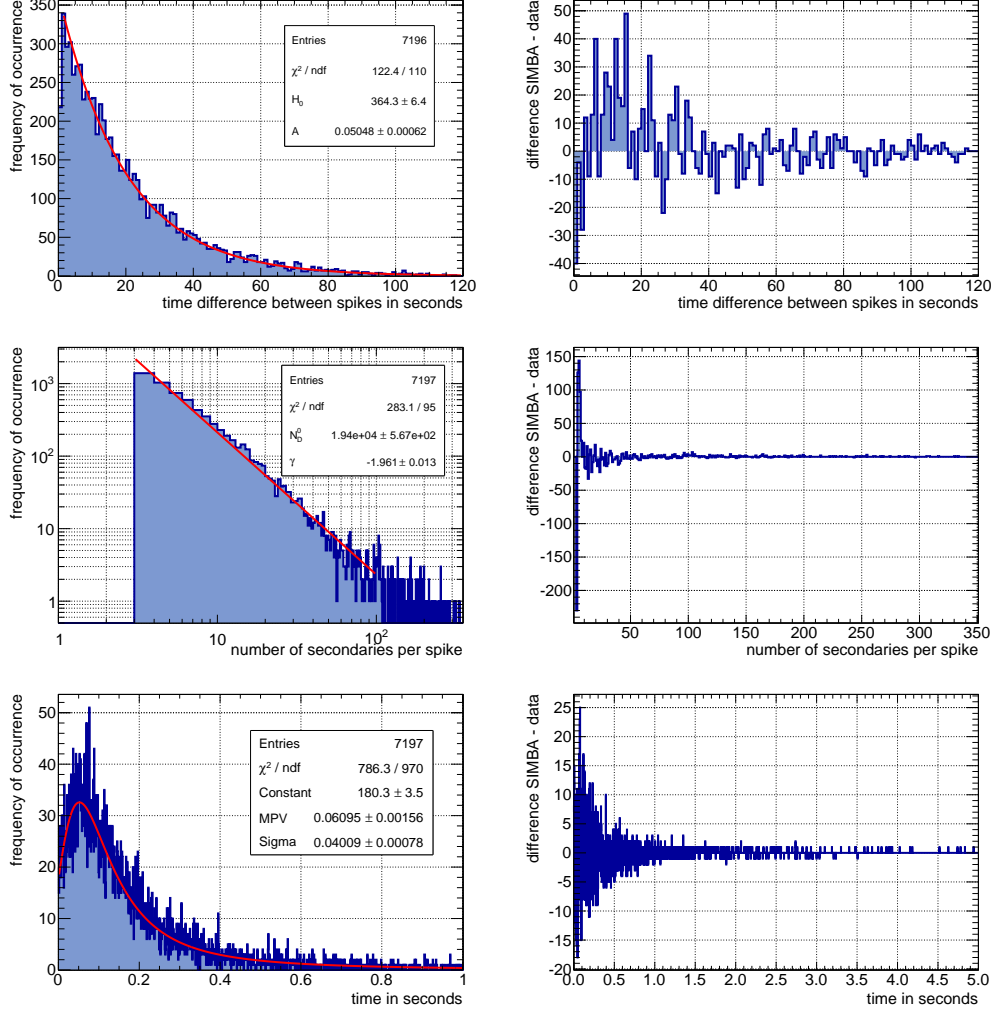 frequency of occurrence
350
300
250
200
150
100
50
0
Entries 7196
χ² / ndf 122.4 / 110
H₀ 364.3 ± 6.4
A 0.05048 ± 0.00062
0 20 40 60 80 100 120
time difference between spikes in seconds
difference SIMBA - data
50
40
30
20
10
0
-10
-20
-30
-40
0 20 40 60 80 100 120
time difference between spikes in seconds
frequency of occurrence
10³
10²
10
1
Entries 7197
χ² / ndf 283.1 / 95
N⁰_D 1.94e+04 ± 5.67e+02
γ -1.961 ± 0.013
1 10 10²
number of secondaries per spike
difference SIMBA - data
150
100
50
0
-50
-100
-150
-200
50 100 150 200 250 300 350
number of secondaries per spike
frequency of occurrence
50
40
30
20
10
0
Entries 7197
χ² / ndf 786.3 / 970
Constant 180.3 ± 3.5
MPV 0.06095 ± 0.00156
Sigma 0.04009 ± 0.00078
0 0.2 0.4 0.6 0.8 1
time in seconds
difference SIMBA - data
25
20
15
10
5
0
-5
-10
-15
-20
0.0 0.5 1.0 1.5 2.0 2.5 3.0 3.5 4.0 4.5 5.0
time in seconds